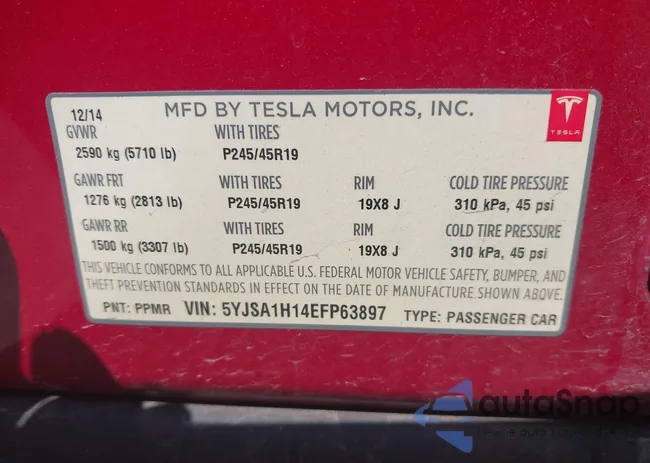 12/14 MFD BY TESLA MOTORS, INC.
TESLA
GVWR WITH TIRES
2590 kg (5710 lb) P245/45R19
GAWR FRT WITH TIRES RIM COLD TIRE PRESSURE
1276 kg (2813 lb) P245/45R19 19X8 J 310 kPa, 45 psi
GAWR RR WITH TIRES RIM COLD TIRE PRESSURE
1500 kg (3307 lb) P245/45R19 19X8 J 310 kPa, 45 psi
THIS VEHICLE CONFORMS TO ALL APPLICABLE U.S. FEDERAL MOTOR VEHICLE SAFETY, BUMPER, AND
THEFT PREVENTION STANDARDS IN EFFECT ON THE DATE OF MANUFACTURE SHOWN ABOVE.
PNT: PPMR VIN: 5YJSA1H14EFP63897 TYPE: PASSENGER CAR
autoSnap